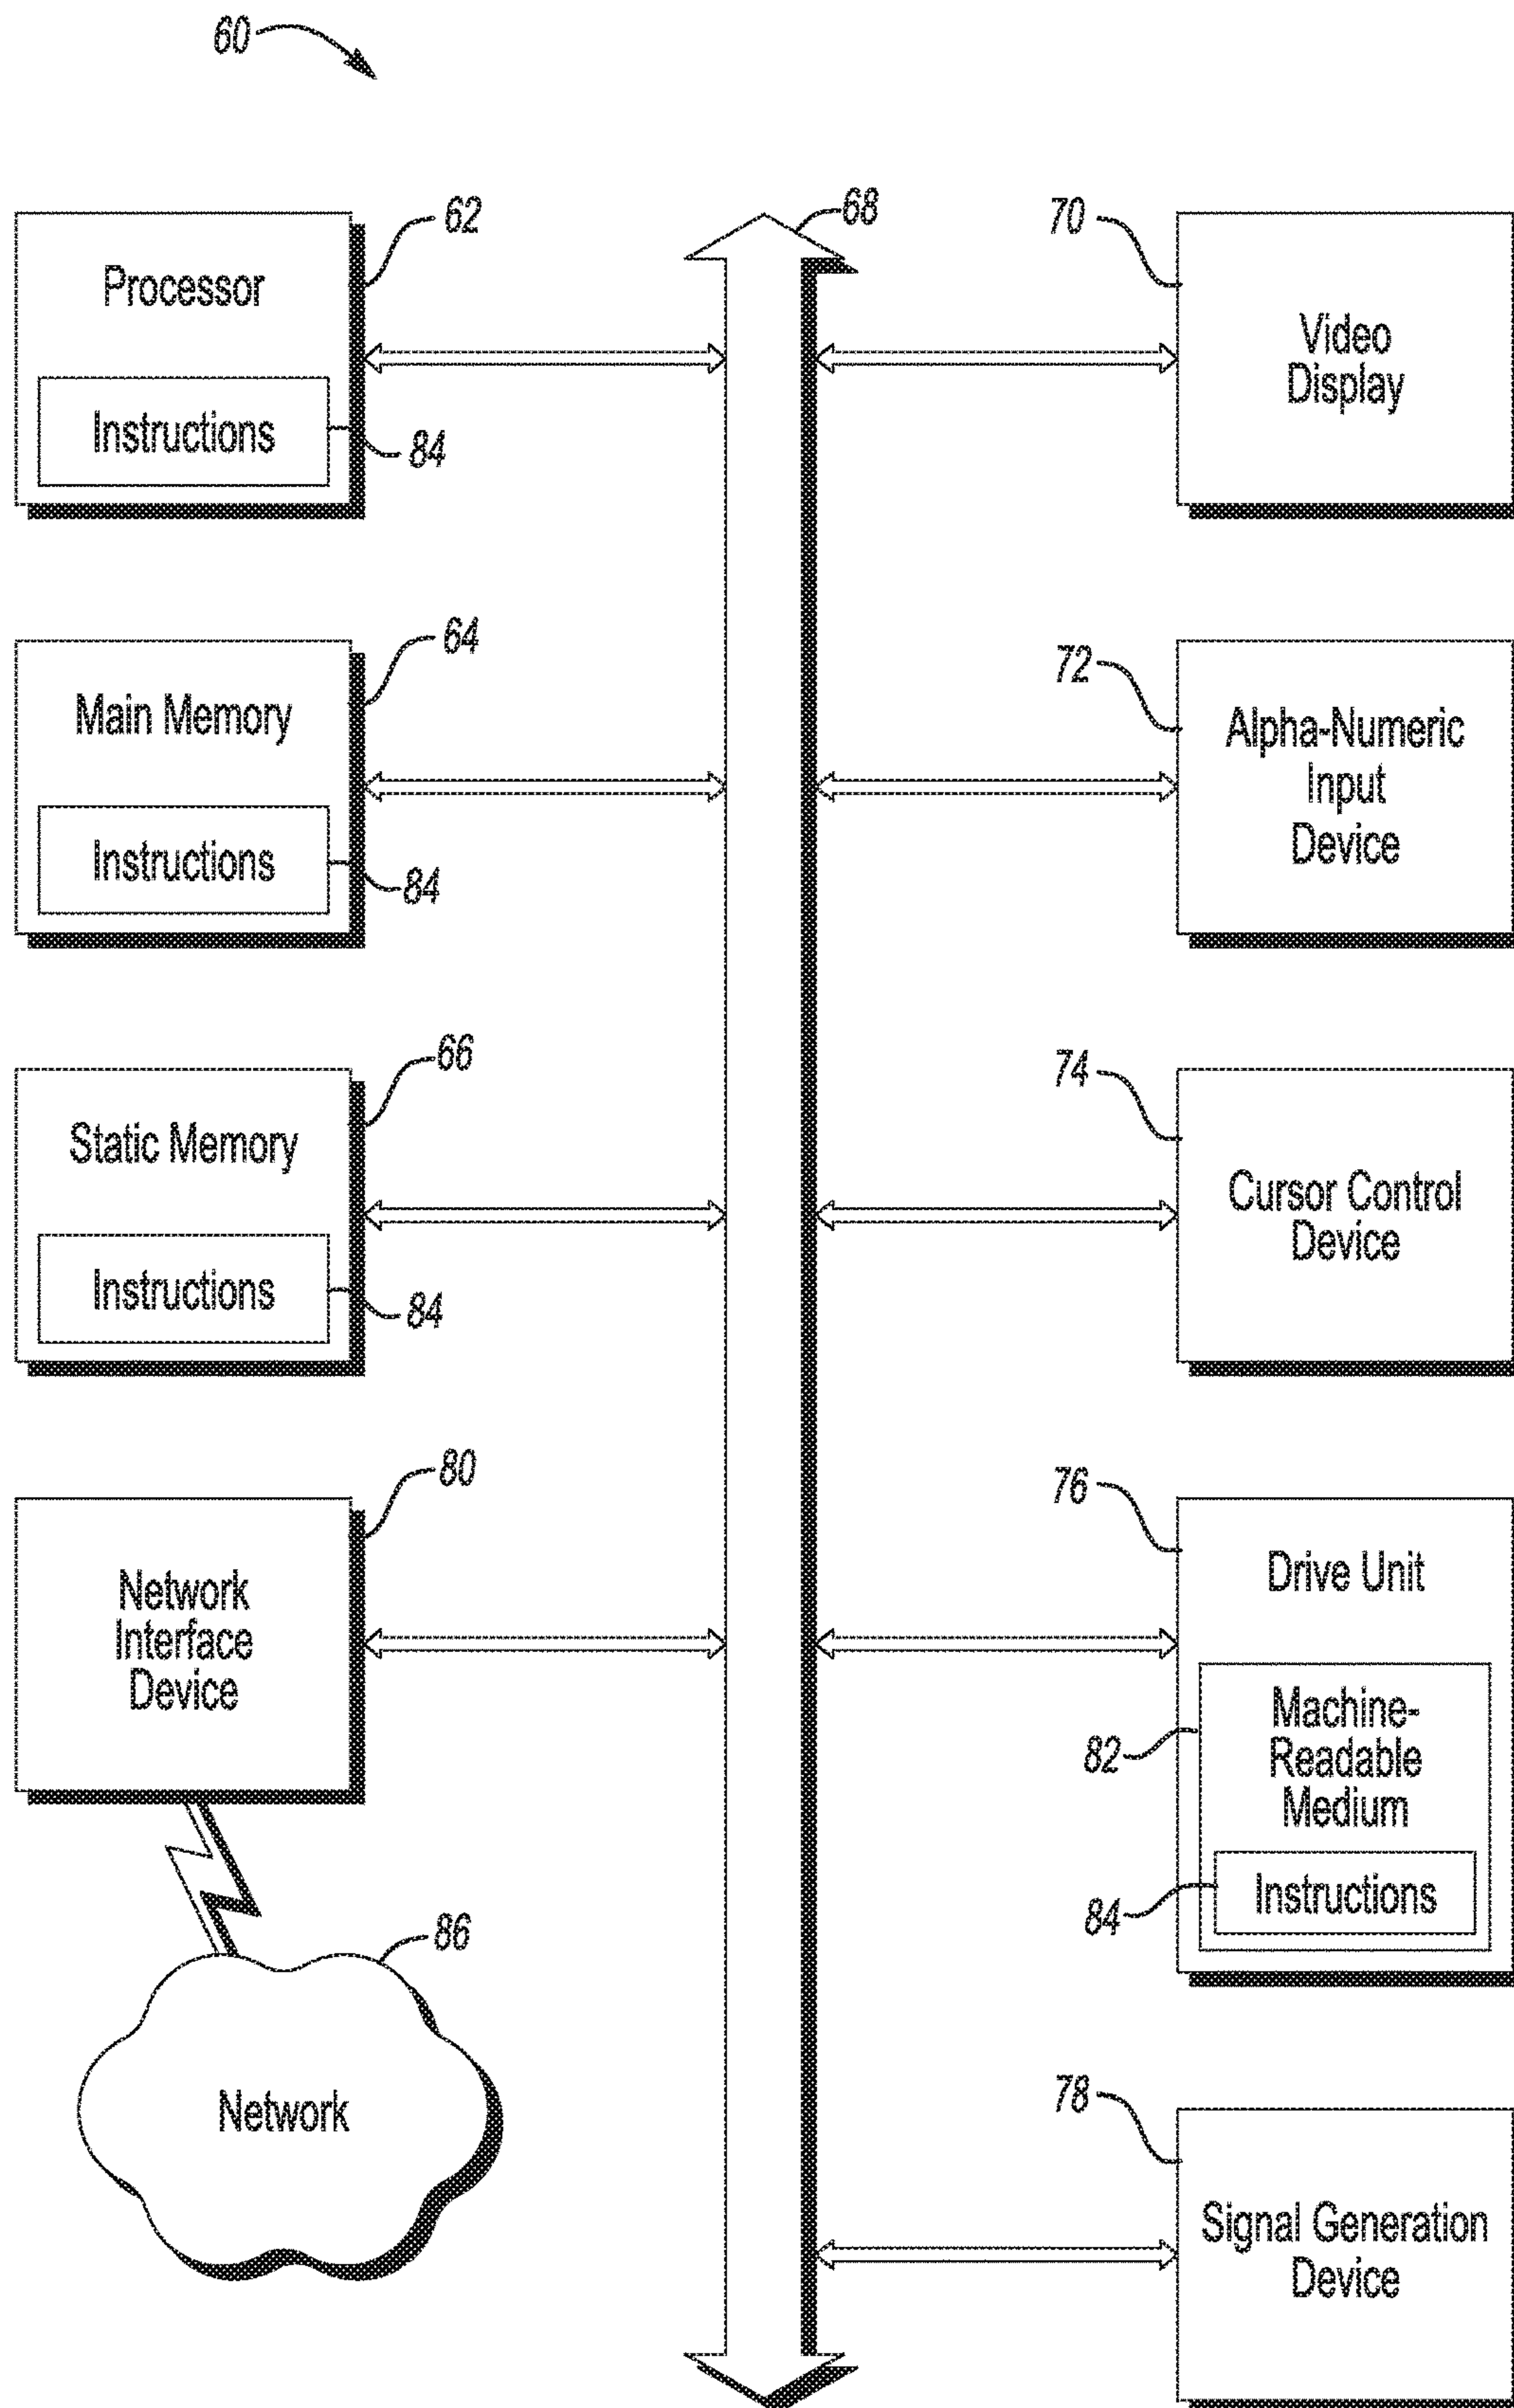 60
62
Processor
Instructions
84
68
70
Video
Display
64
Main Memory
Instructions
84
72
Alpha-Numeric
Input
Device
66
Static Memory
Instructions
84
74
Cursor Control
Device
80
Network
Interface
Device
76
Drive Unit
82
Machine-
Readable
Medium
84
Instructions
86
Network
78
Signal Generation
Device